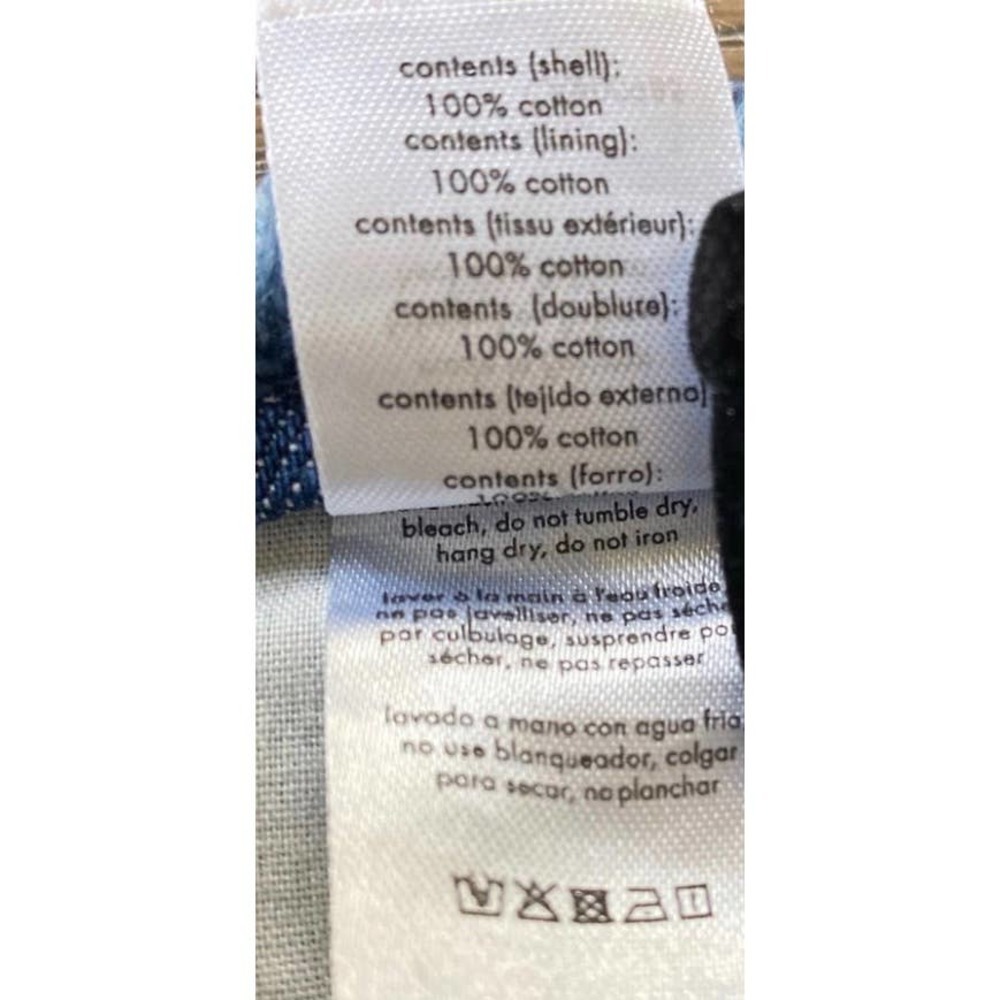 contents (shell):
100% cotton
contents (lining):
100% cotton
contents (tissu extérieur):
100% cotton
contents (doublure):
100% cotton
contents (tejido externo)
100% cotton
contents (forro):
100%
bleach, do not tumble dry,
hang dry, do not iron
laver à la main à l'eau froide
ne pas javelliser, ne pas séche
par culbulage, susprendre po
sécher, ne pas repasser
lavado a mano con agua fria
no use blanqueador, colgar
para secar, no planchar